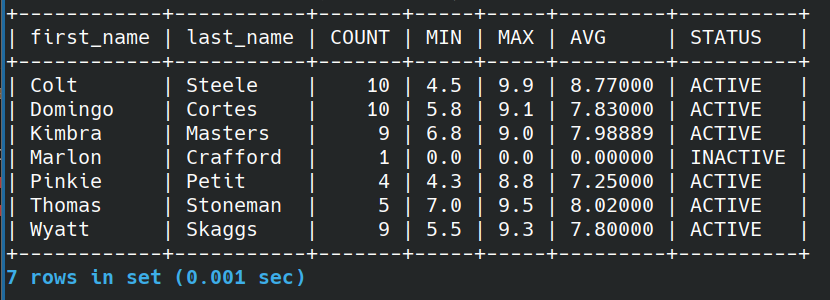 +------------+-----------+-------+-----+-----+---------+----------+
| first_name | last_name | COUNT | MIN | MAX | AVG     | STATUS   |
+------------+-----------+-------+-----+-----+---------+----------+
| Colt       | Steele    |    10 | 4.5 | 9.9 | 8.77000 | ACTIVE   |
| Domingo    | Cortes    |    10 | 5.8 | 9.1 | 7.83000 | ACTIVE   |
| Kimbra     | Masters   |     9 | 6.8 | 9.0 | 7.98889 | ACTIVE   |
| Marlon     | Crafford  |     1 | 0.0 | 0.0 | 0.00000 | INACTIVE |
| Pinkie     | Petit     |     4 | 4.3 | 8.8 | 7.25000 | ACTIVE   |
| Thomas     | Stoneman  |     5 | 7.0 | 9.5 | 8.02000 | ACTIVE   |
| Wyatt      | Skaggs    |     9 | 5.5 | 9.3 | 7.80000 | ACTIVE   |
+------------+-----------+-------+-----+-----+---------+----------+
7 rows in set (0.001 sec)